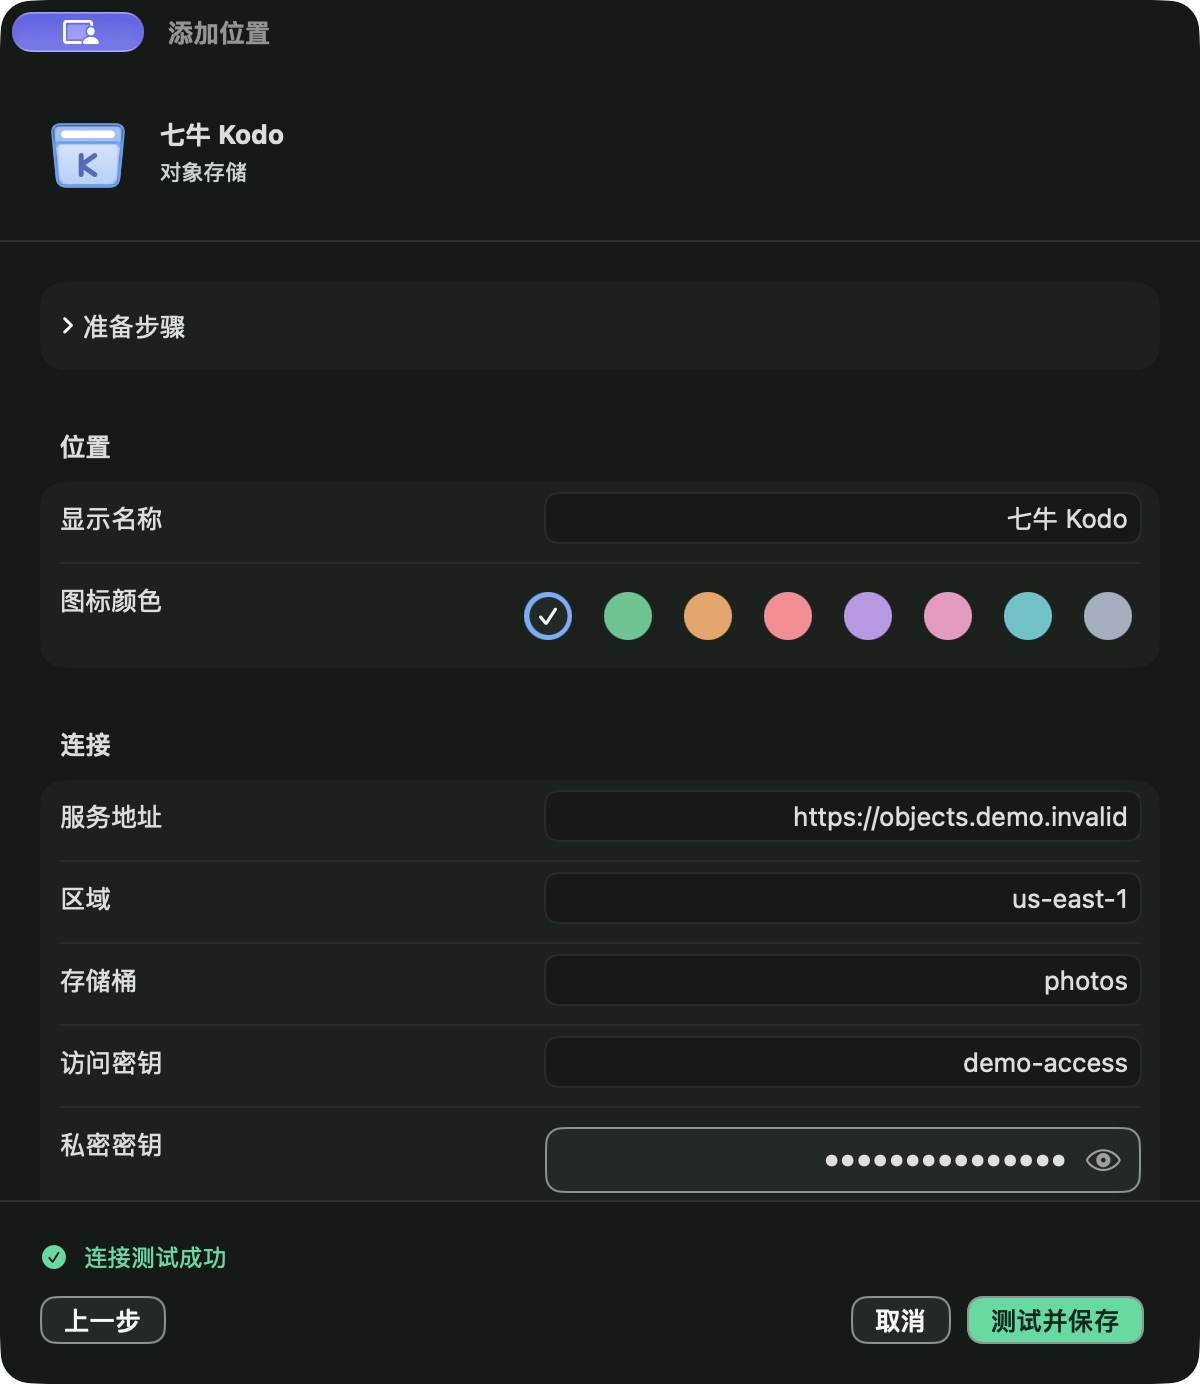 添加位置
七牛 Kodo
对象存储
K
准备步骤
位置
显示名称
七牛 Kodo
图标颜色
连接
服务地址
https://objects.demo.invalid
区域
us-east-1
存储桶
photos
访问密钥
demo-access
私密密钥
•••••••••••••••
连接测试成功
上一步
取消
测试并保存